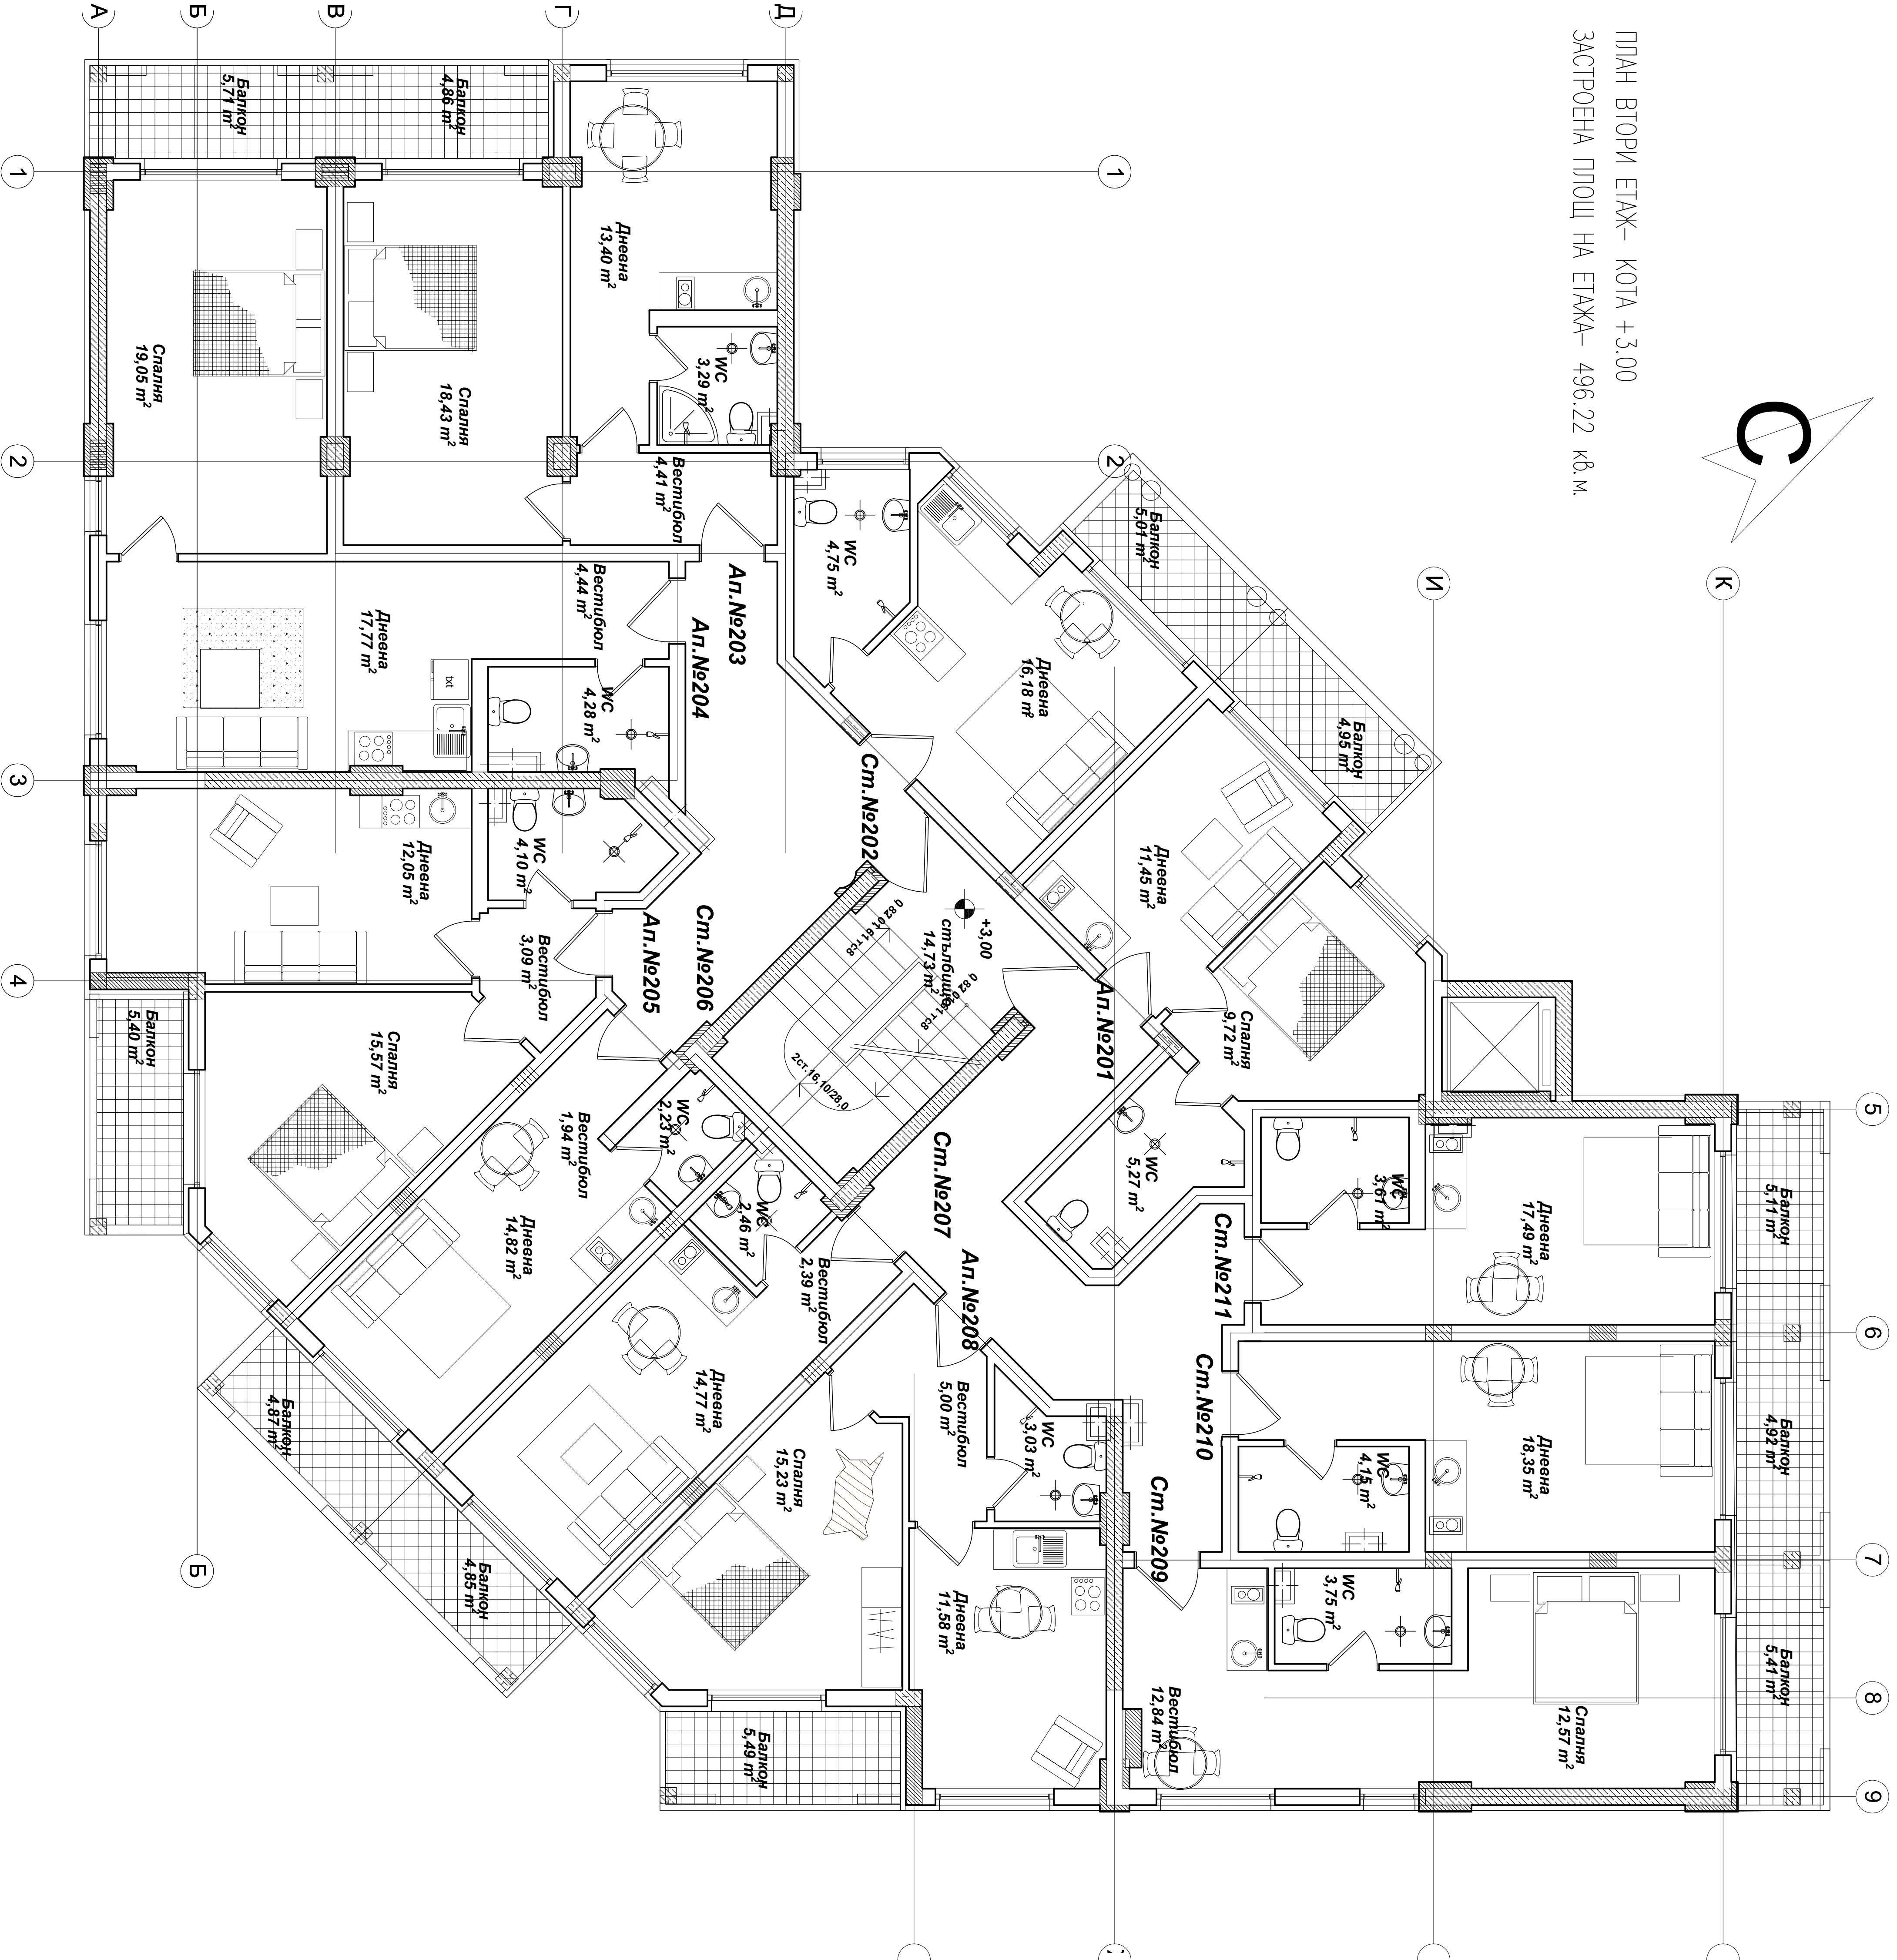 ПЛАН ВТОРИ ЕТАЖ- КОТА +3.00
ЗАСТРОЕНА ПЛОЩ НА ЕТАЖА- 496.22 кв.м.
С
А
Б
В
Г
Д
И
К
Б
1
2
3
4
1
2
5
6
7
8
9
Балкон
5,71 m²
Балкон
4,86 m²
Дневна
13,40 m²
Спалня
19,05 m²
Спалня
18,43 m²
WC
3,29 m²
Вестибюл
4,41 m²
Ап.№203
Вестибюл
4,44 m²
Ап.№204
Дневна
17,77 m²
txt
WC
4,28 m²
WC
4,75 m²
Дневна
16,18 m²
Балкон
5,01 m²
Балкон
4,95 m²
Ст.№202
Дневна
11,45 m²
Спалня
9,72 m²
Ап.№201
WC
5,27 m²
+3,00
стълбище
14,73 m²
2ст.16,10/28,0
Дневна
12,05 m²
WC
4,10 m²
Вестибюл
3,09 m²
Ап.№205
Ст.№206
Спалня
15,57 m²
Балкон
5,40 m²
Вестибюл
1,94 m²
WC
2,23 m²
Дневна
14,82 m²
Балкон
4,87 m²
WC
2,46 m²
Вестибюл
2,39 m²
Ст.№207
Дневна
14,77 m²
Балкон
4,85 m²
Ап.№208
Вестибюл
5,00 m²
WC
3,03 m²
Спалня
15,23 m²
Дневна
11,58 m²
Балкон
5,49 m²
Ст.№209
WC
3,75 m²
Вестибюл
12,84 m²
Спалня
12,57 m²
Балкон
5,41 m²
Ст.№210
WC
4,15 m²
Дневна
18,35 m²
Балкон
4,92 m²
Ст.№211
WC
3,61 m²
Дневна
17,49 m²
Балкон
5,11 m²